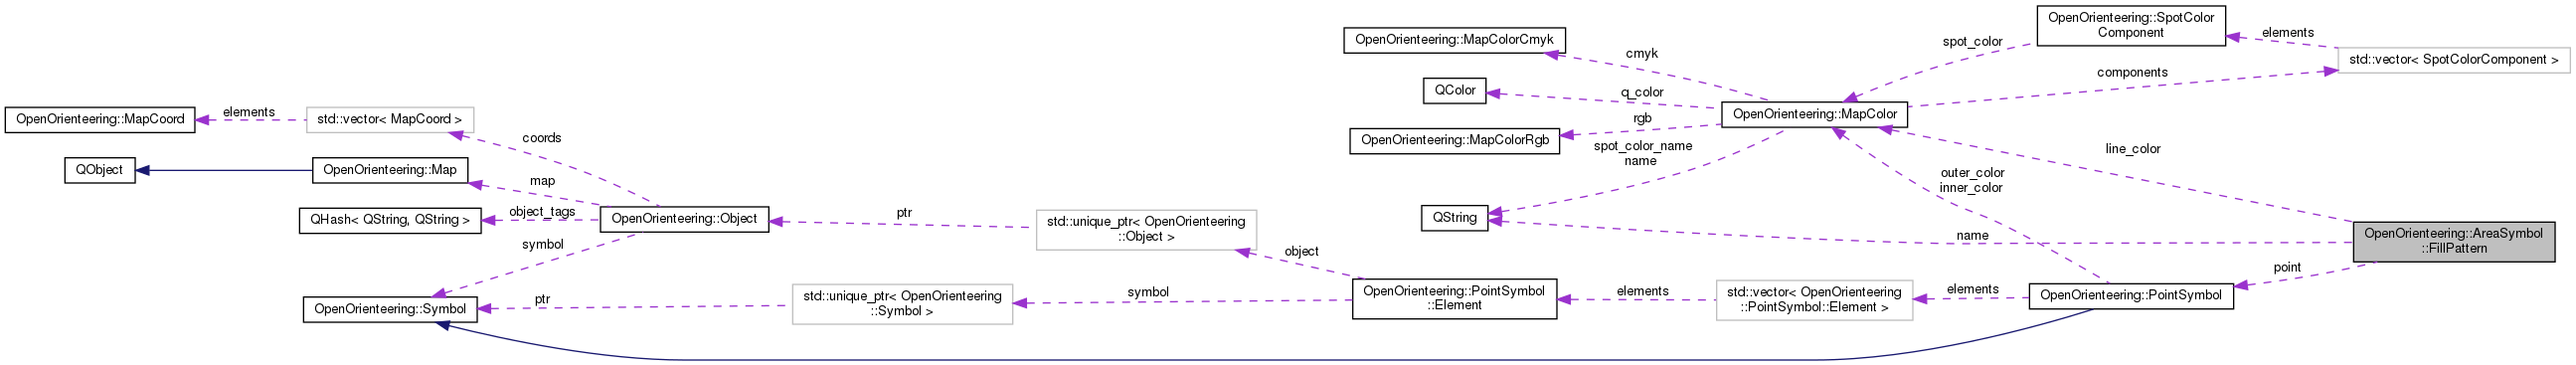 OpenOrienteering::SpotColor
Component
elements
std::vector< SpotColorComponent >
spot_color
components
OpenOrienteering::MapColorCmyk
cmyk
QColor
q_color
OpenOrienteering::MapColor
rgb
OpenOrienteering::MapColorRgb
spot_color_name
name
line_color
outer_color
inner_color
OpenOrienteering::MapCoord
elements
std::vector< MapCoord >
coords
QObject
OpenOrienteering::Map
map
QHash< QString, QString >
object_tags
OpenOrienteering::Object
ptr
std::unique_ptr< OpenOrienteering
::Object >
QString
name
OpenOrienteering::AreaSymbol
::FillPattern
symbol
object
point
OpenOrienteering::Symbol
ptr
std::unique_ptr< OpenOrienteering
::Symbol >
symbol
OpenOrienteering::PointSymbol
::Element
elements
std::vector< OpenOrienteering
::PointSymbol::Element >
elements
OpenOrienteering::PointSymbol